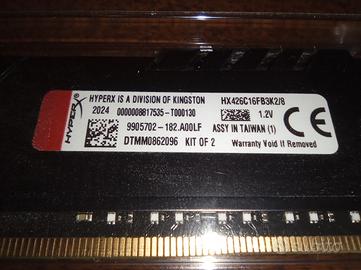 HYPERX
HYPERX IS A DIVISION OF KINGSTON
HX426C16FB3K2/8
2024 0000008817535-T000130
1.2V
9905702-182.A00LF
ASSY IN TAIWAN (1)
DTMM0862096 KIT OF 2
Warranty Void If Removed
CE